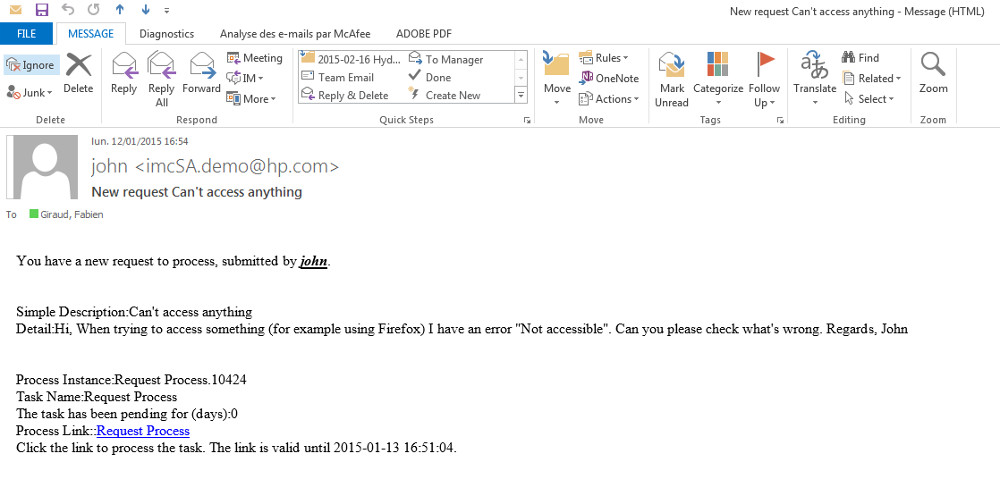 New request Can't access anything - Message (HTML)
FILE MESSAGE Diagnostics Analyse des e-mails par McAfee ADOBE PDF
Ignore
Junk
Delete
Reply
Reply All
Forward
Meeting
IM
More
2015-02-16 Hyd...
Team Email
Reply & Delete
To Manager
Done
Create New
Move
Rules
OneNote
Actions
Mark Unread
Categorize
Follow Up
Translate
Find
Related
Select
Zoom
Delete Respond Quick Steps Move Tags Editing Zoom
lun. 12/01/2015 16:54
john <imcSA.demo@hp.com>
New request Can't access anything
To Giraud, Fabien
You have a new request to process, submitted by john.
Simple Description:Can't access anything
Detail:Hi, When trying to access something (for example using Firefox) I have an error "Not accessible". Can you please check what's wrong. Regards, John
Process Instance:Request Process.10424
Task Name:Request Process
The task has been pending for (days):0
Process Link::Request Process
Click the link to process the task. The link is valid until 2015-01-13 16:51:04.